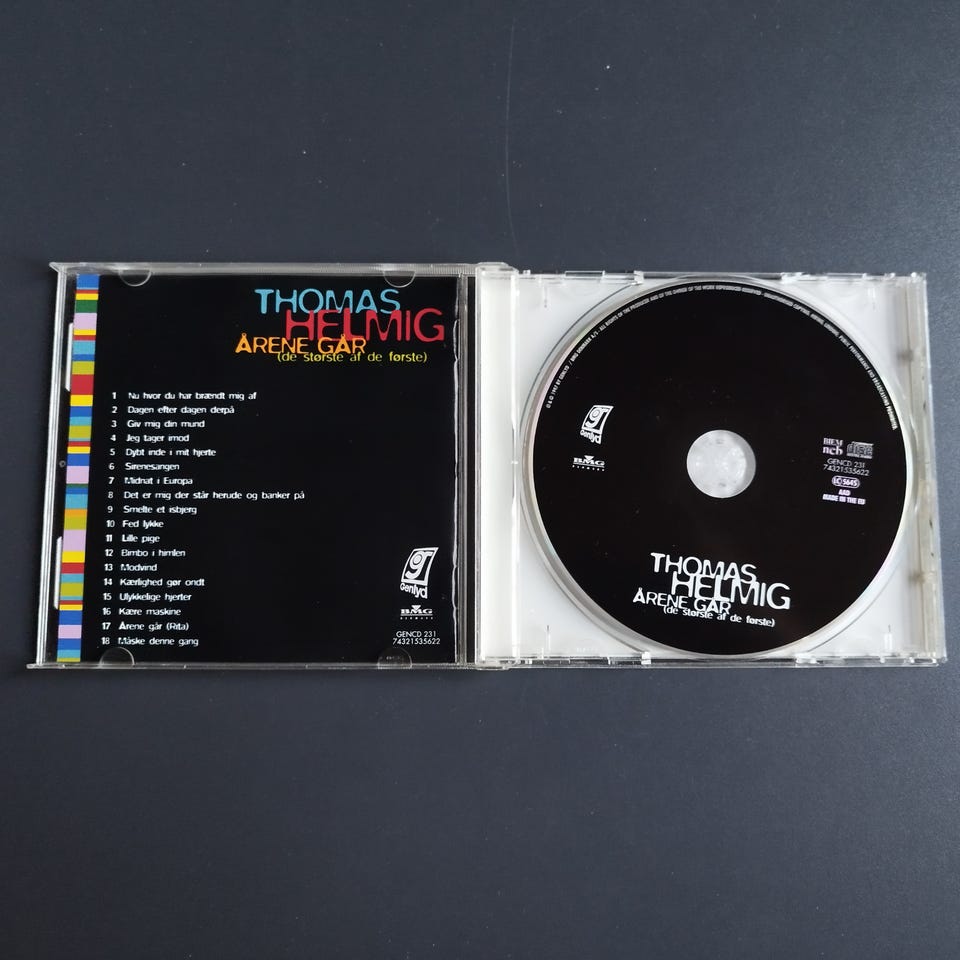 THOMAS
HELMIG
ÅRENE GÅR
(de største af de første)
1 Nu hvor du har brændt mig af
2 Dagen efter dagen derpå
3 Giv mig din mund
4 Jeg tager imod
5 Dybt inde i mit hjerte
6 Sirenesangen
7 Midnat i Europa
8 Det er mig der står herude og banker på
9 Smelte et isbjerg
10 Fed lykke
11 Lille pige
12 Bimbo i himlen
13 Modvind
14 Kærlighed gør ondt
15 Ulykkelige hjerter
16 Kære maskine
17 Årene går (Rita)
18 Måske denne gang
Genlyd
BMG
GENCD 231
74321535622
Genlyd
BMG
BIEM
ncb
GENCD 231
74321535622
LC 5645
AAD
MADE IN THE EU
THOMAS
HELMIG
ÅRENE GÅR
(de største af de første)